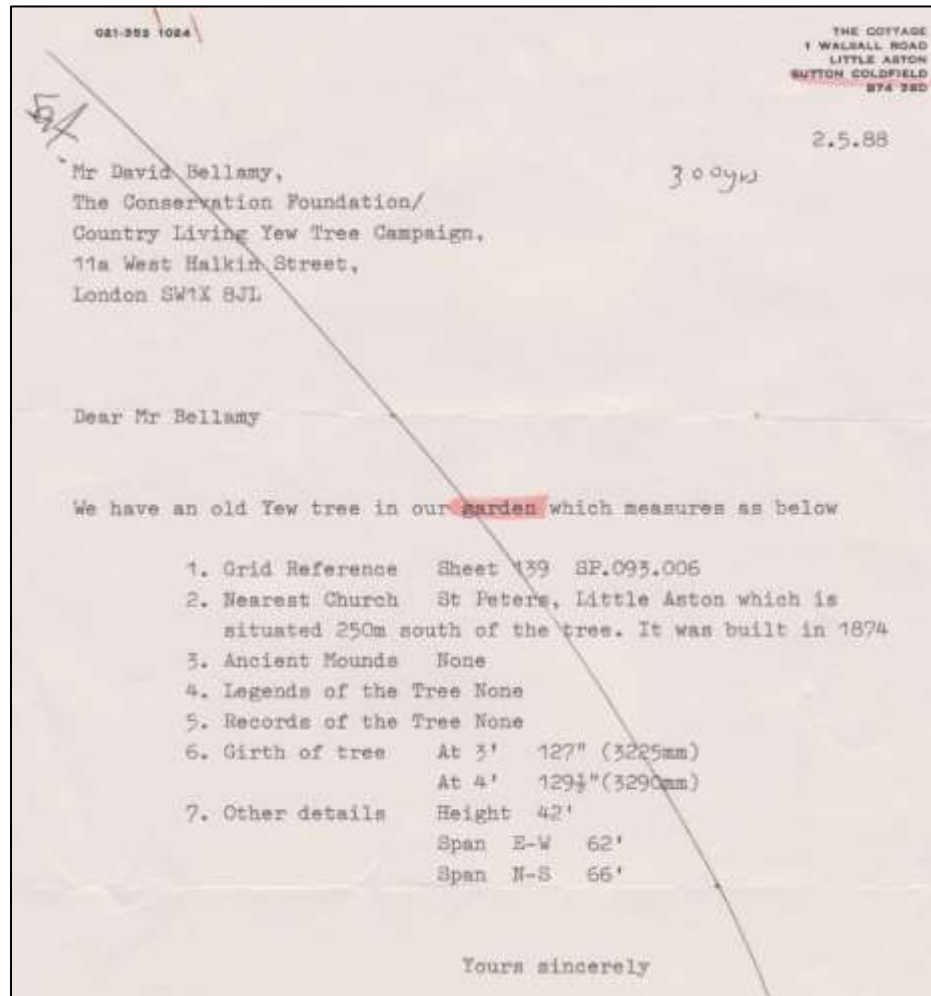 021-353 1024
THE COTTAGE
1 WALSALL ROAD
LITTLE ASTON
SUTTON COLDFIELD
B74
2.5.88
300yrs
Mr David Bellamy,
The Conservation Foundation/
Country Living Yew Tree Campaign,
11a West Halkin Street,
London SW1X 8JL
Dear Mr Bellamy
We have an old Yew tree in our garden which measures as below
1. Grid Reference Sheet 139 SP.093.006
2. Nearest Church St Peters, Little Aston which is
situated 250m south of the tree. It was built in 1874
3. Ancient Mounds None
4. Legends of the Tree None
5. Records of the Tree None
6. Girth of tree At 3' 127" (3225mm)
At 4' 129½"(3290mm)
7. Other details Height 42'
Span E-W 62'
Span N-S 66'
Yours sincerely